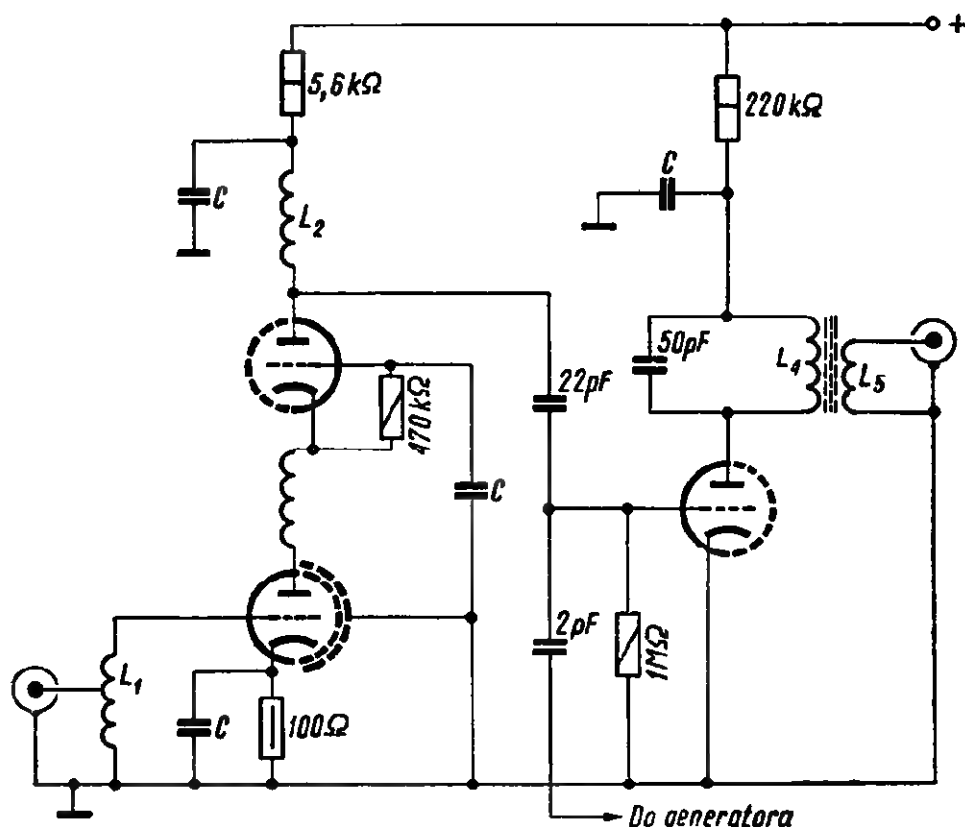 +
5,6 kΩ
220 kΩ
C
C
L2
50pF
L4
L5
22pF
470 kΩ
C
2pF
1MΩ
L1
C
100Ω
Do generatora